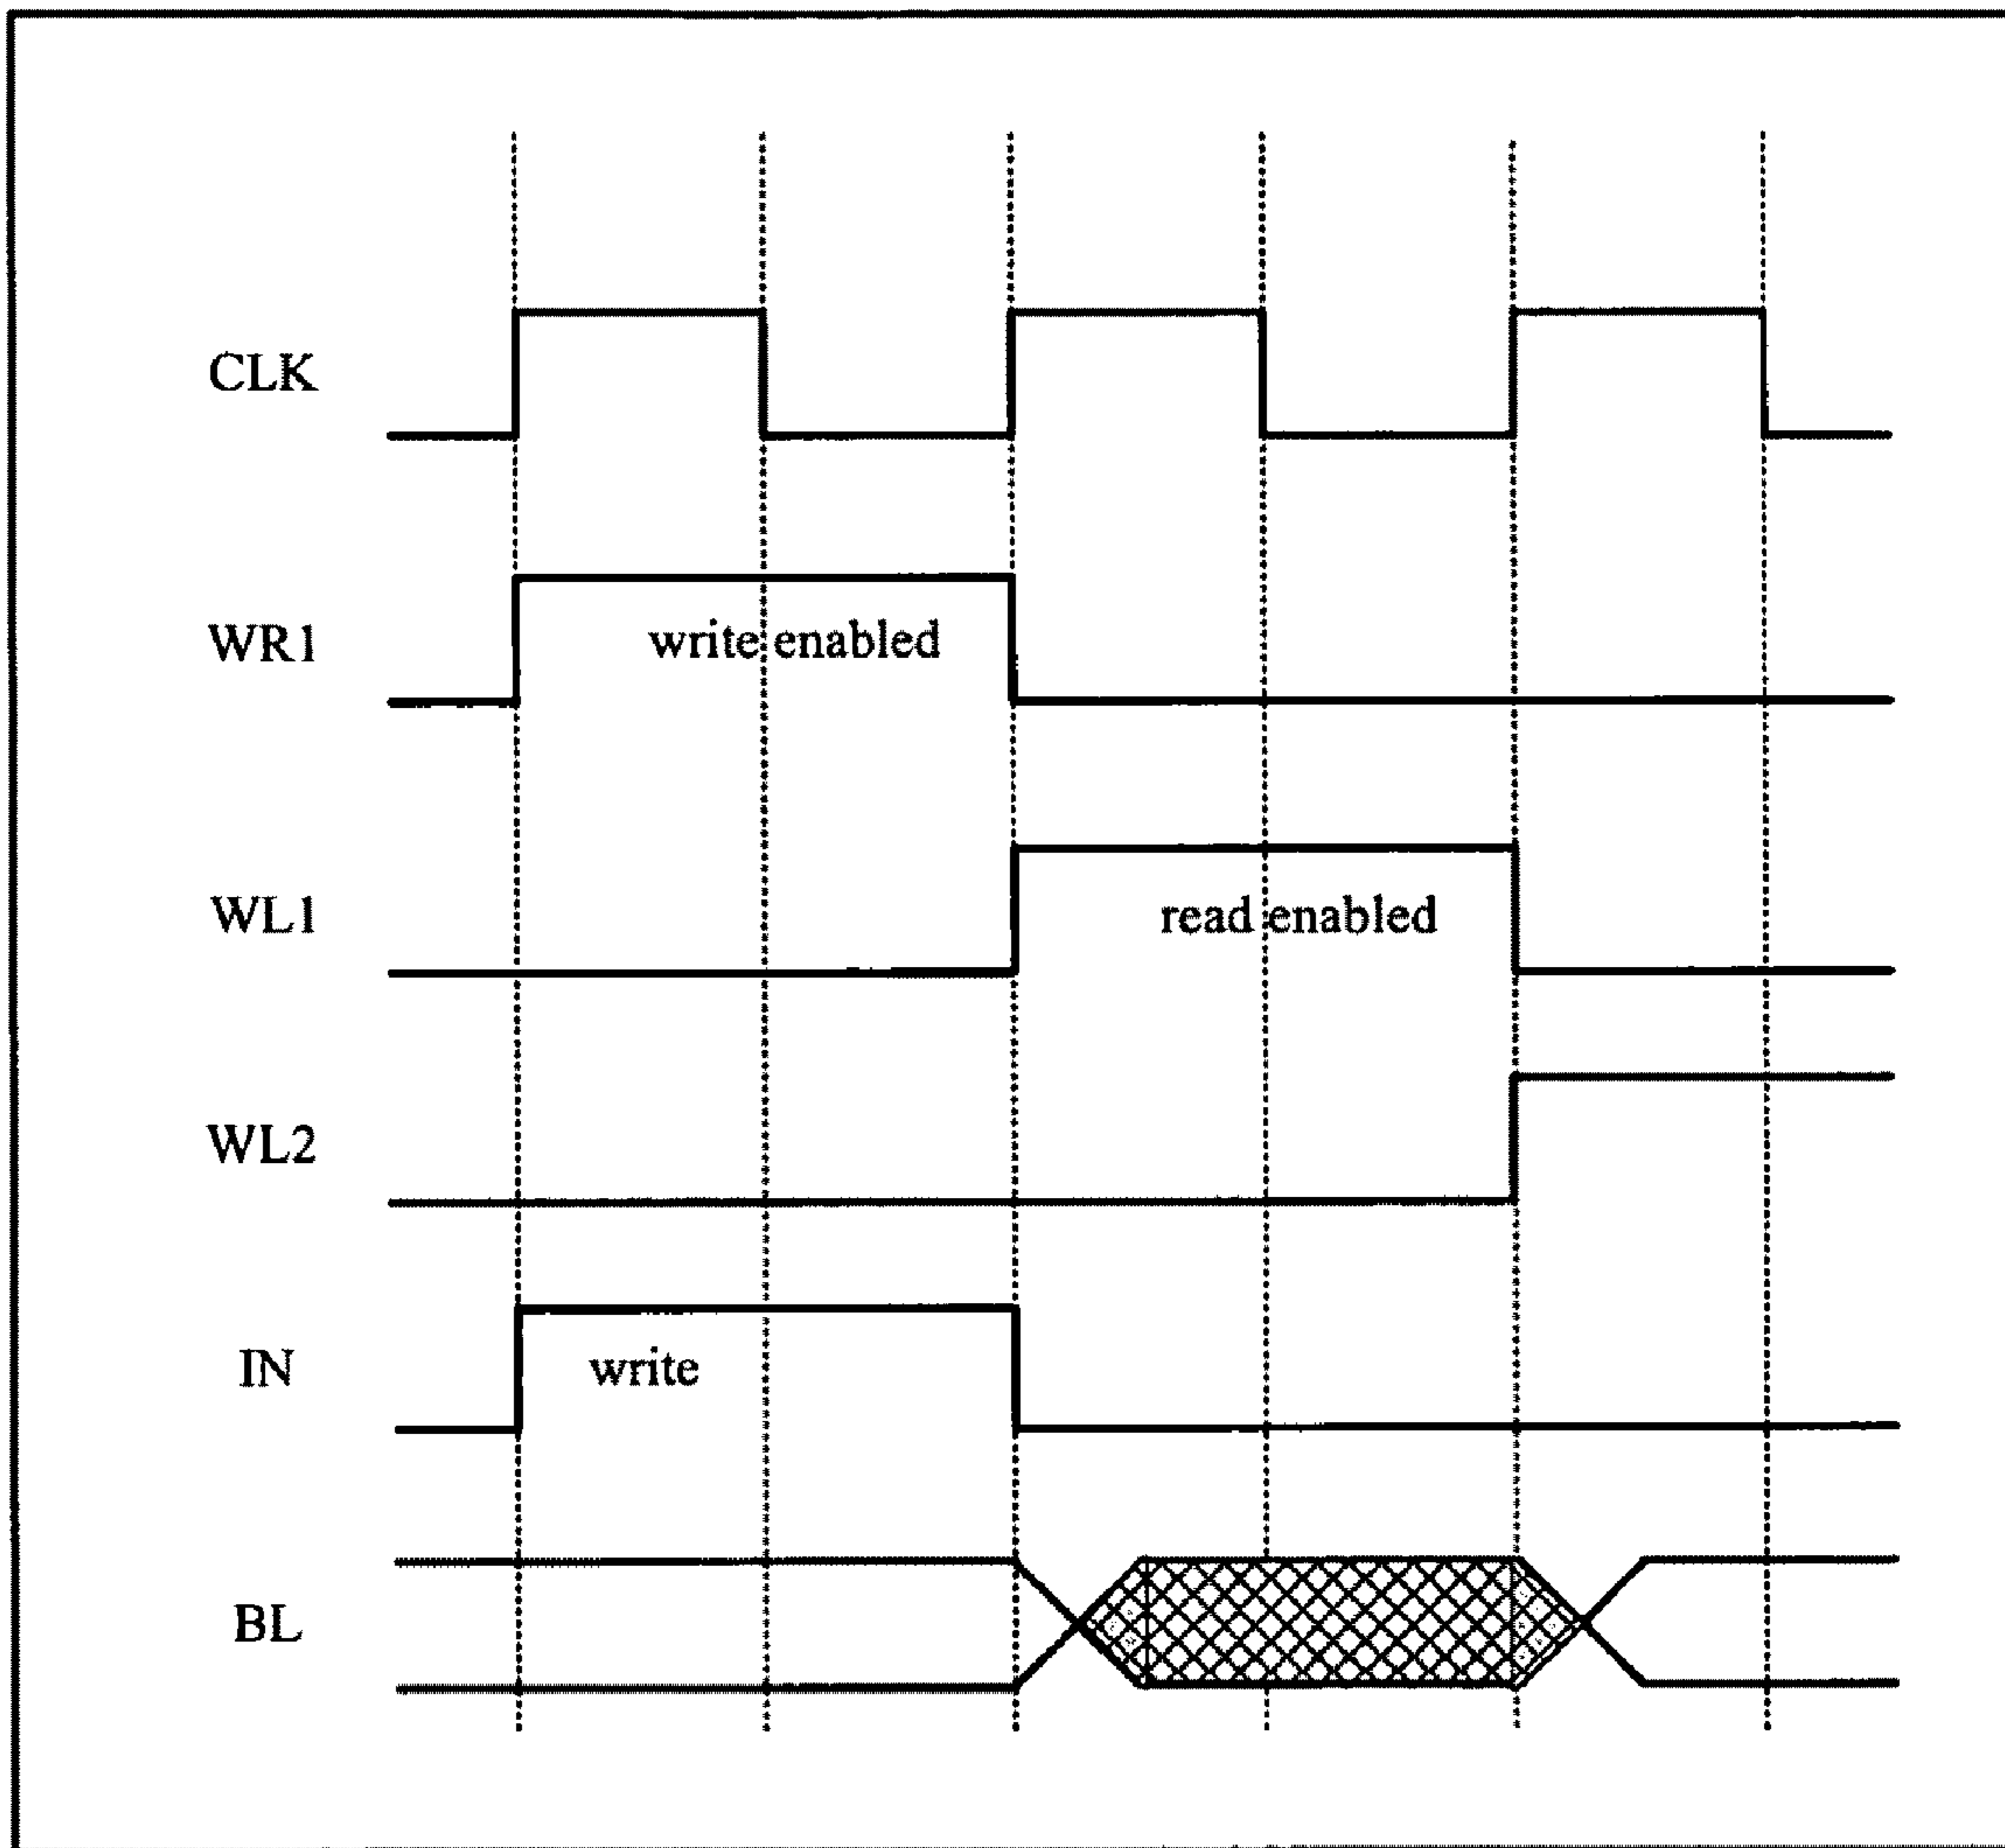 CLK
WR1
write enabled
WL1
read enabled
WL2
IN
write
BL